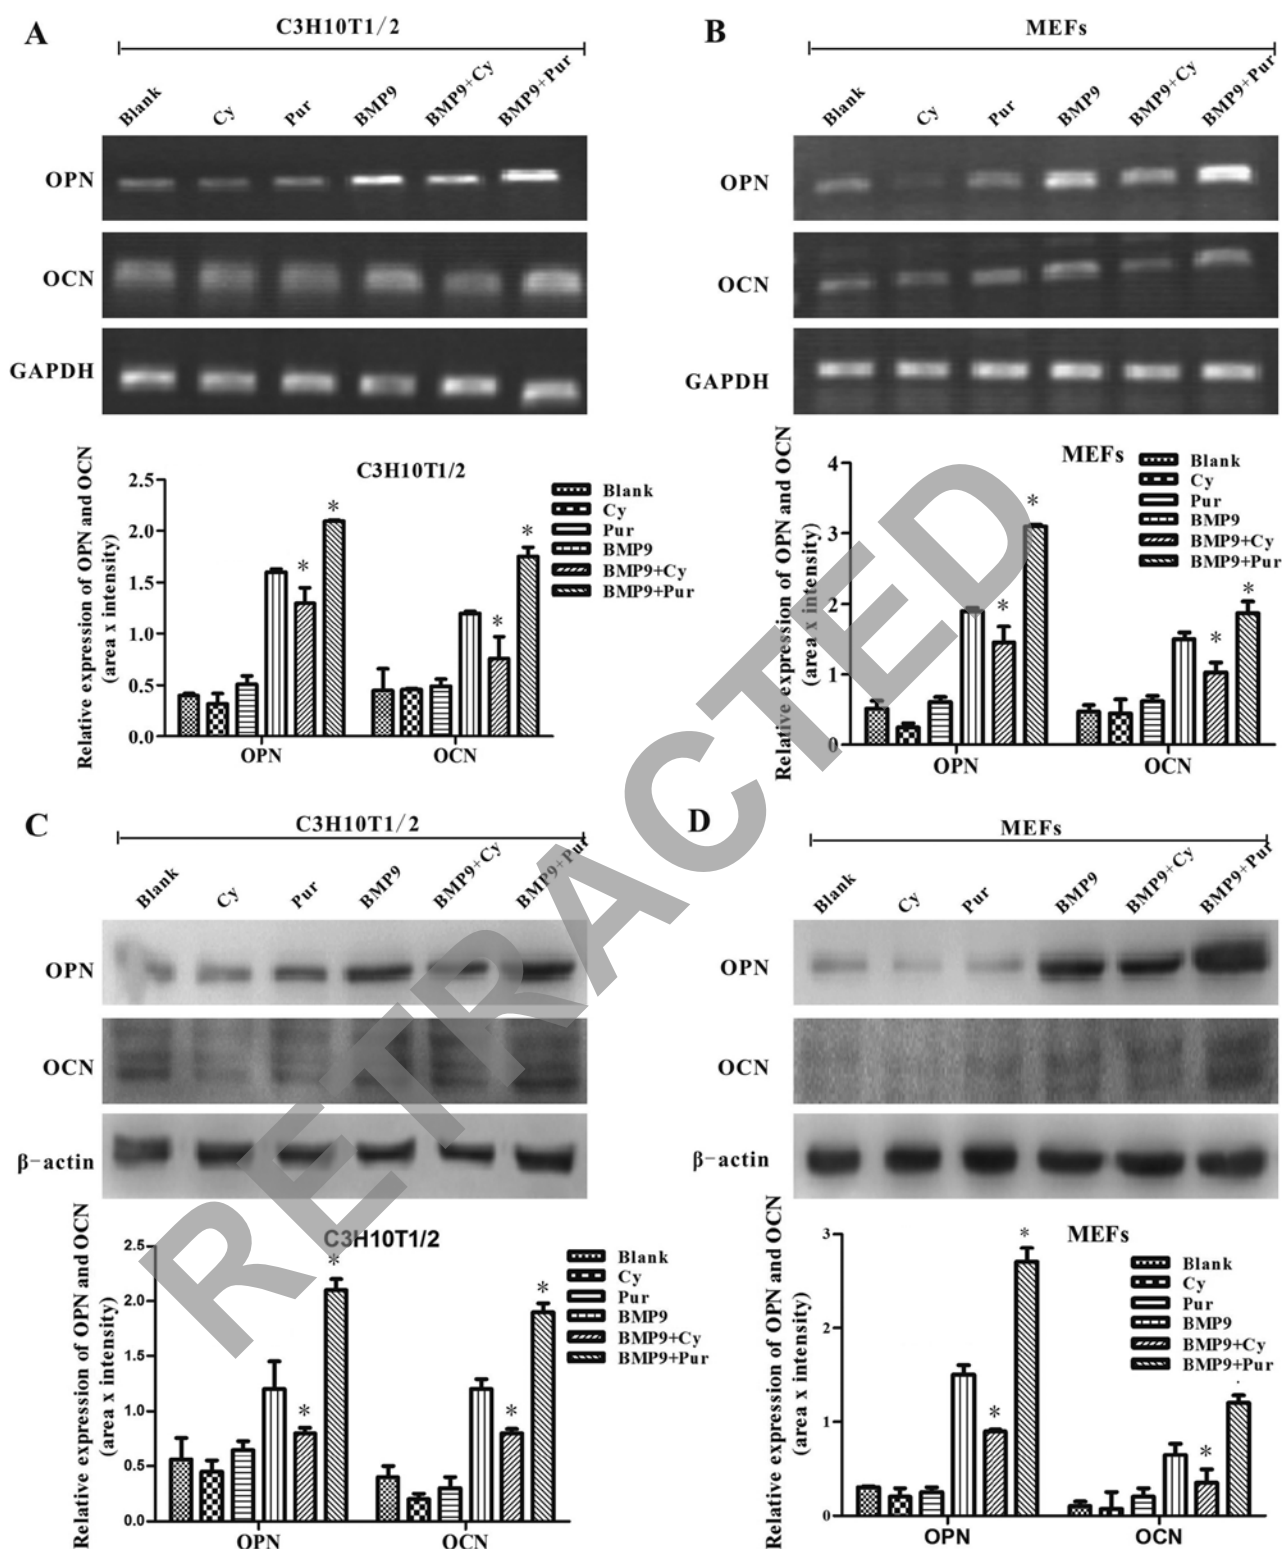 A
C3H10T1/2
Blank
Cy
Pur
BMP9
BMP9+Cy
BMP9+Pur
OPN
OCN
GAPDH
C3H10T1/2
Relative expression of OPN and OCN
(area x intensity)
2.5
2.0
1.5
1.0
0.5
0.0
OPN
OCN
Blank
Cy
Pur
BMP9
BMP9+Cy
BMP9+Pur
*
*
*
*
B
MEFs
Blank
Cy
Pur
BMP9
BMP9+Cy
BMP9+Pur
OPN
OCN
GAPDH
MEFs
Relative expression of OPN and OCN
(area x intensity)
4
3
2
1
0
OPN
OCN
Blank
Cy
Pur
BMP9
BMP9+Cy
BMP9+Pur
*
*
*
*
C
C3H10T1/2
Blank
Cy
Pur
BMP9
BMP9+Cy
BMP9+Pur
OPN
OCN
β-actin
C3H10T1/2
Relative expression of OPN and OCN
(area x intensity)
2.5
2.0
1.5
1.0
0.5
0.0
OPN
OCN
Blank
Cy
Pur
BMP9
BMP9+Cy
BMP9+Pur
*
*
*
*
D
MEFs
Blank
Cy
Pur
BMP9
BMP9+Cy
BMP9+Pur
OPN
OCN
β-actin
MEFs
Relative expression of OPN and OCN
(area x intensity)
3
2
1
0
OPN
OCN
Blank
Cy
Pur
BMP9
BMP9+Cy
BMP9+Pur
*
*
*
RETRACTED